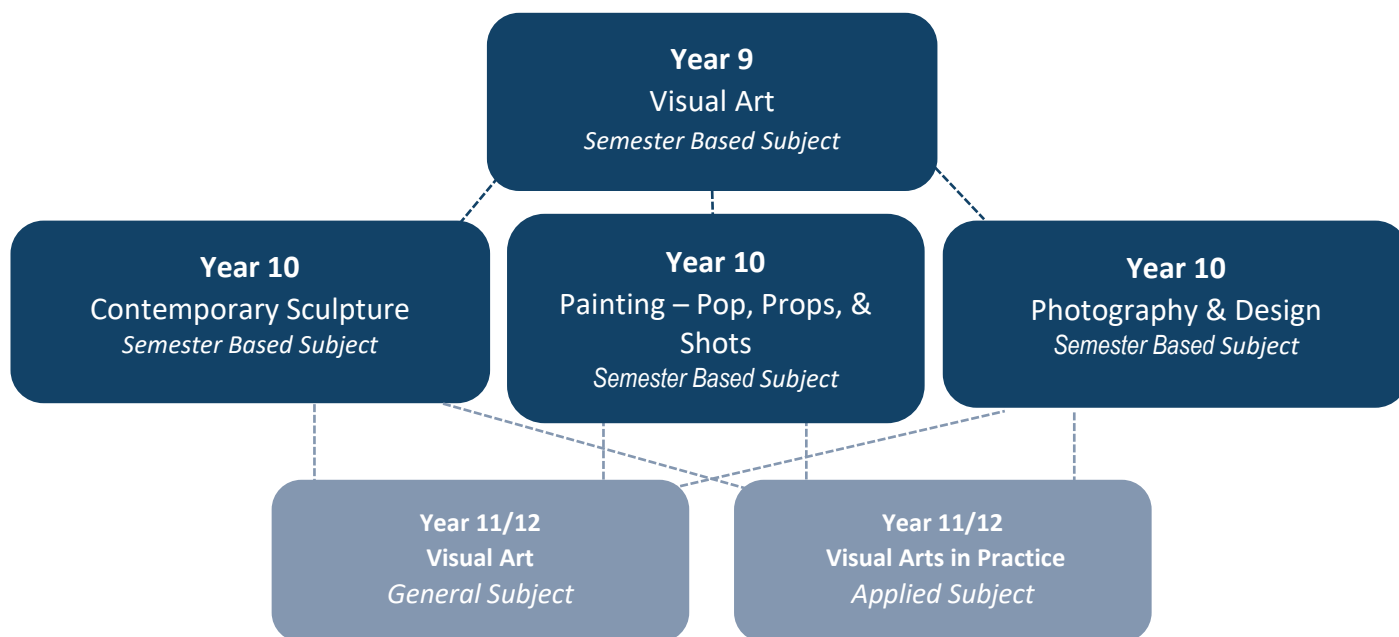 Year 9
Visual Art
Semester Based Subject
Year 10
Contemporary Sculpture
Semester Based Subject
Year 10
Painting – Pop, Props, &
Shots
Semester Based Subject
Year 10
Photography & Design
Semester Based Subject
Year 11/12
Visual Art
General Subject
Year 11/12
Visual Arts in Practice
Applied Subject